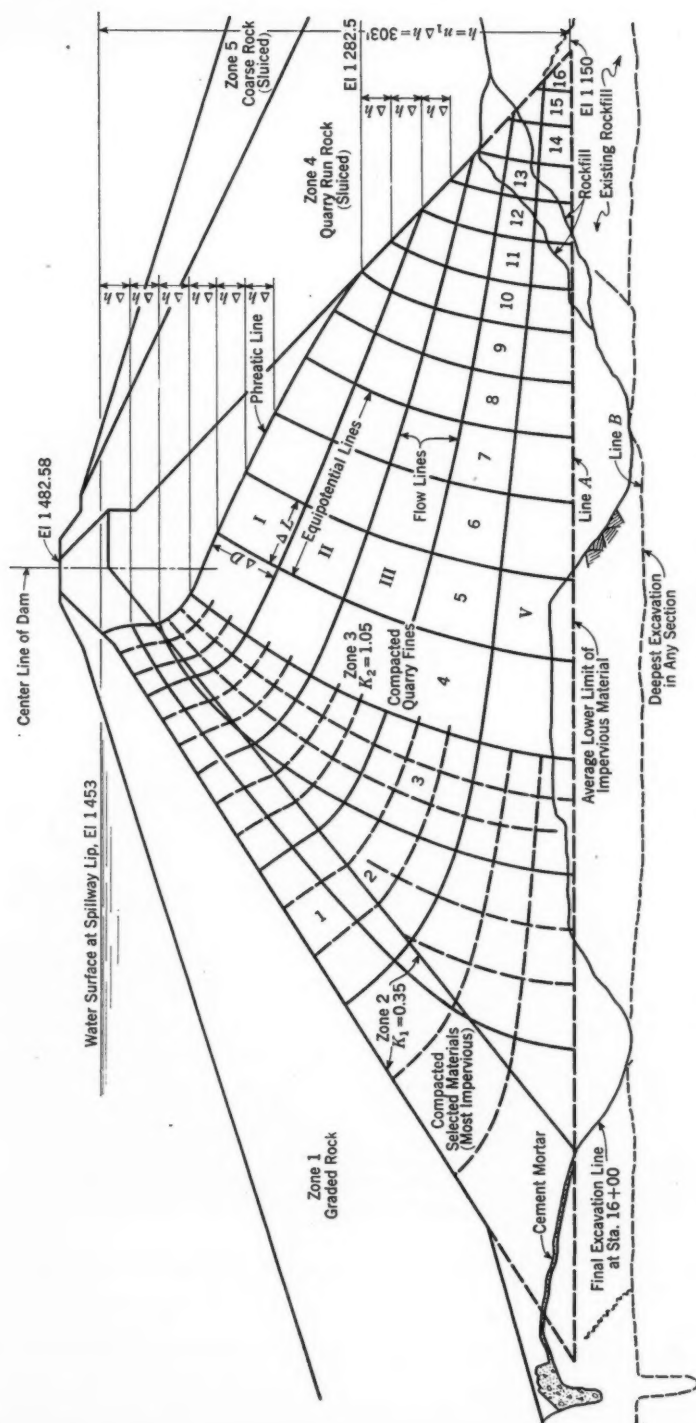 Center Line of Dam
El 1 482.58
Water Surface at Spillway Lip, El 1 453
Zone 5
Coarse Rock
(Sluiced)
h = n₁ Δ h = 303'
Δ h
Δ h
Δ h
Δ h
Δ h
Δ h
El 1 282.5
Δ h
Δ h
Δ h
Phreatic Line
Zone 4
Quarry Run Rock
(Sluiced)
Zone 1
Graded Rock
Zone 2
K₁ = 0.35
Compacted
Selected Materials
(Most Impervious)
Zone 3
K₂ = 1.05
Compacted
Quarry Fines
Δ D
Δ L
Equipotential Lines
Flow Lines
I
II
III
V
1
2
3
4
5
6
7
8
9
10
11
12
13
14
15
16
El 1 150
Rockfill
Existing Rockfill
Cement Mortar
Final Excavation Line
at Sta. 16+00
Average Lower Limit of
Impervious Material
Line A
Line B
Deepest Excavation
in Any Section